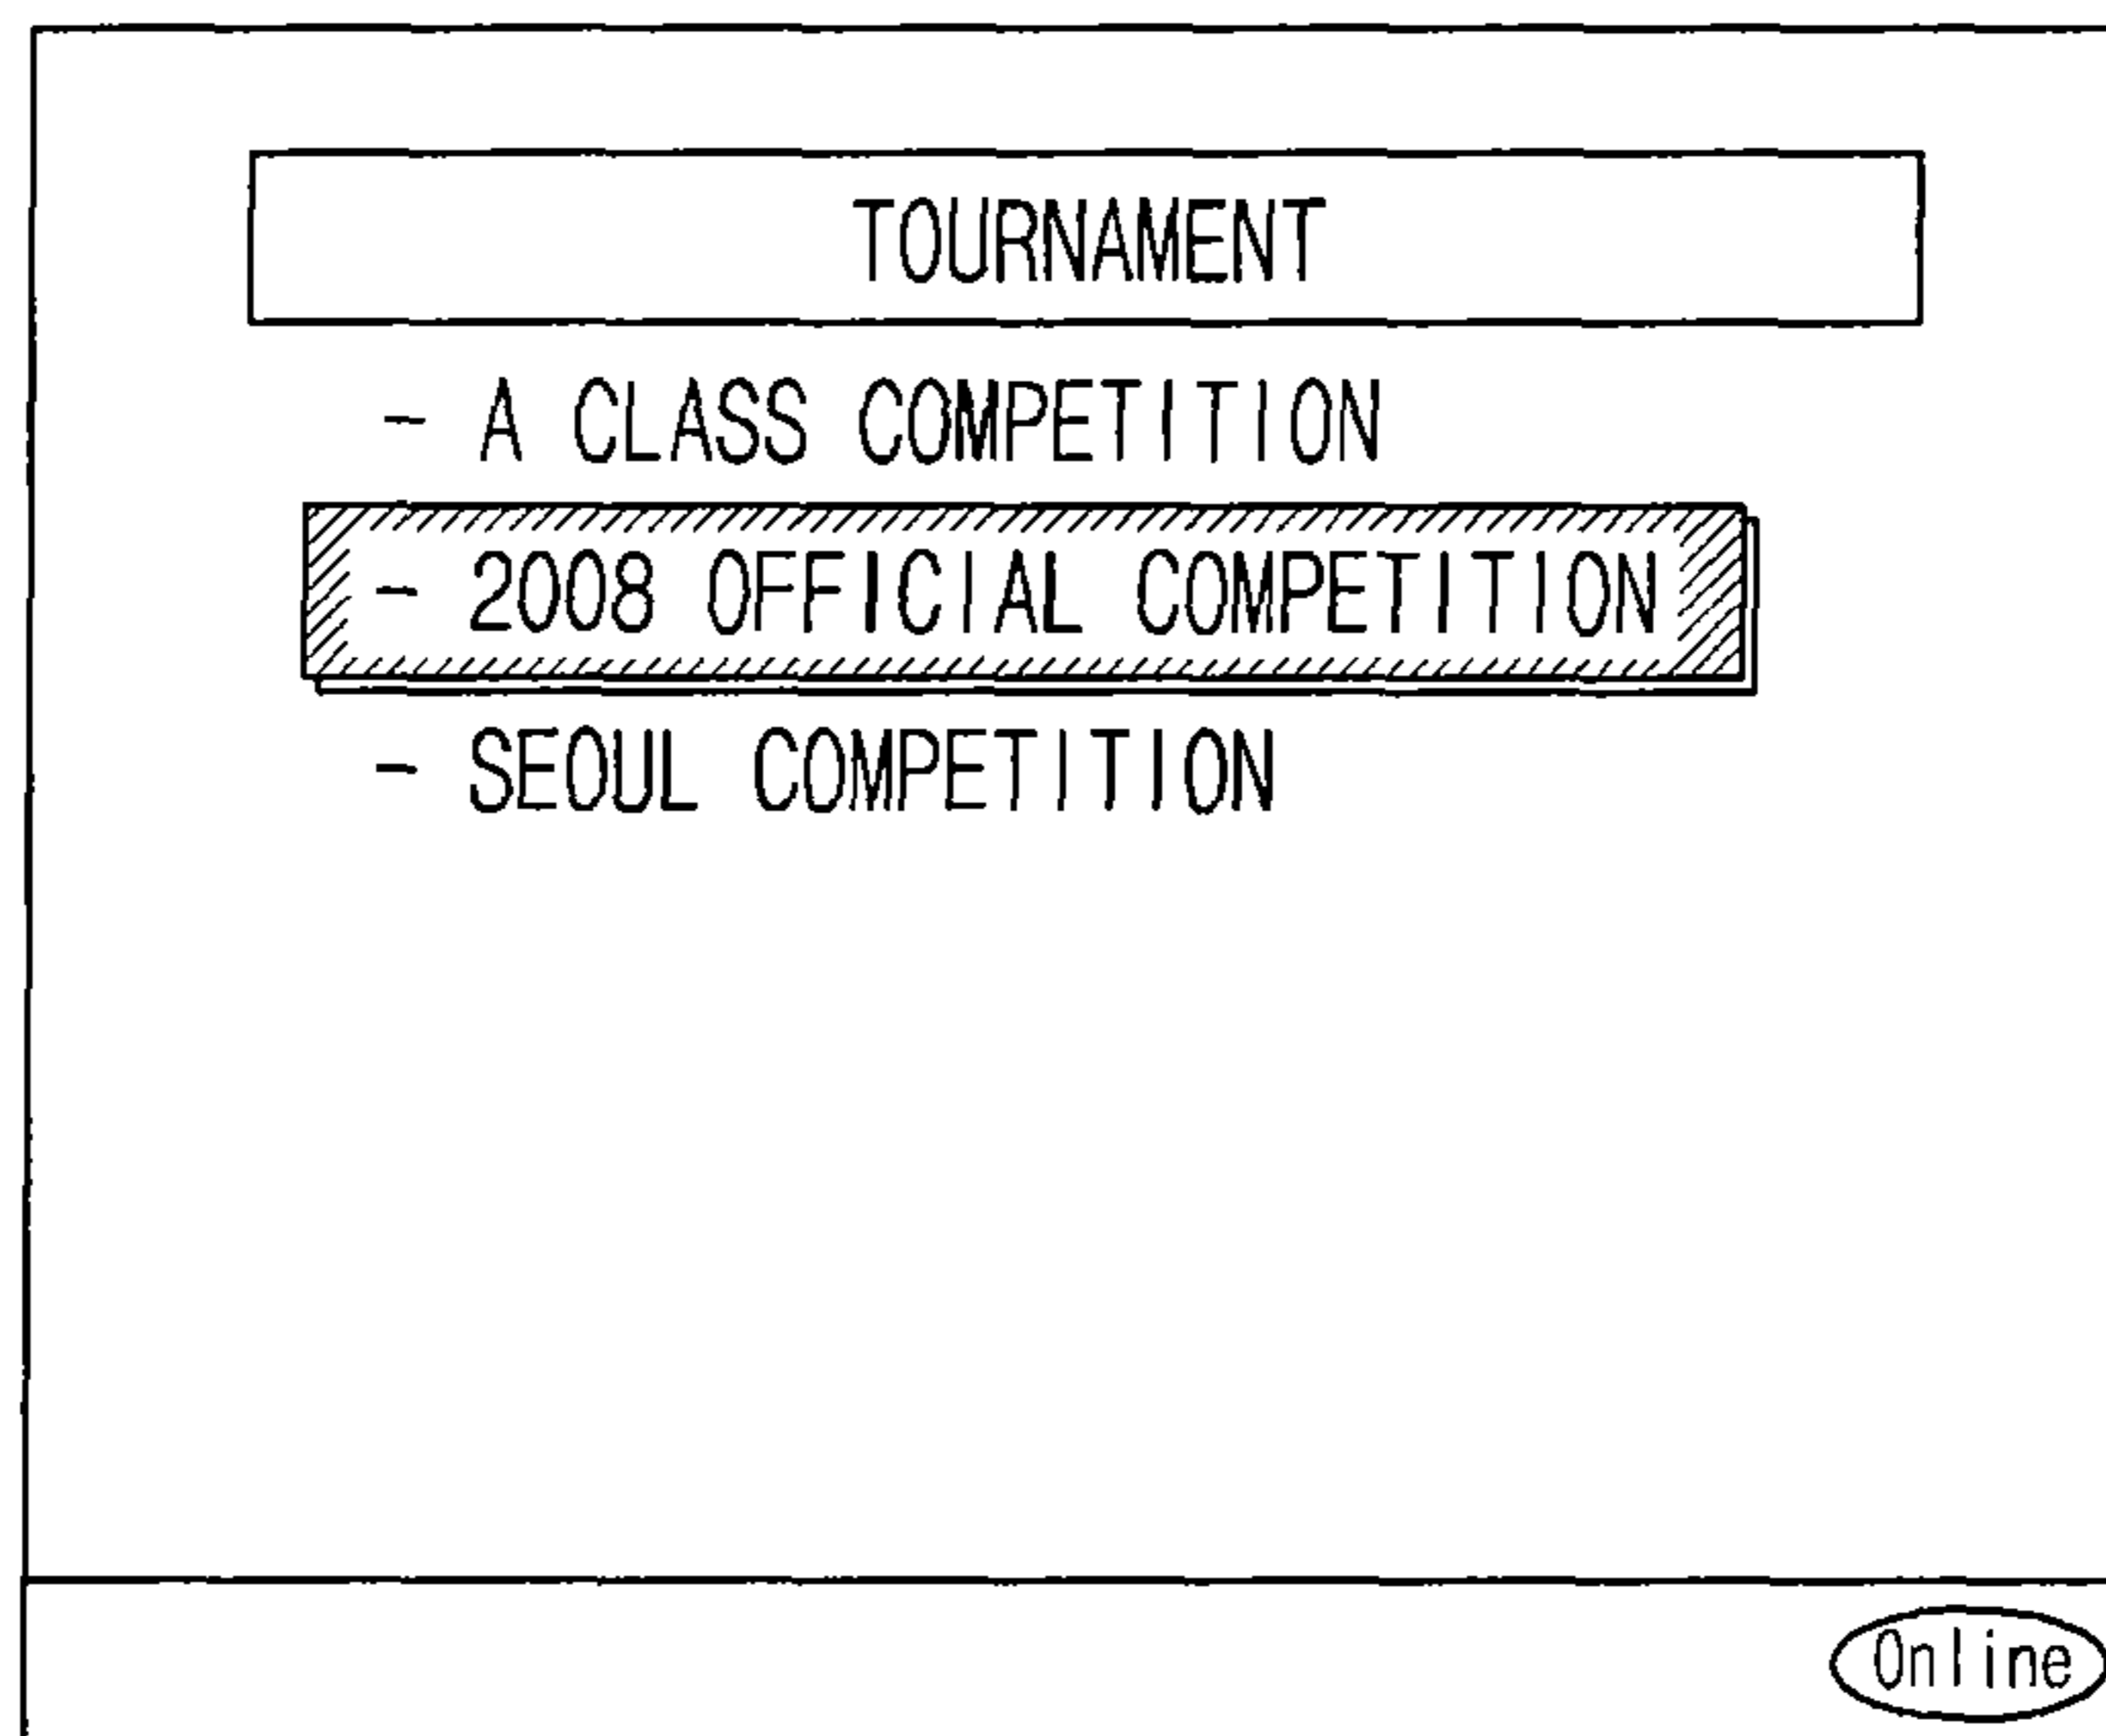 TOURNAMENT
- A CLASS COMPETITION
- 2008 OFFICIAL COMPETITION
- SEOUL COMPETITION
Online